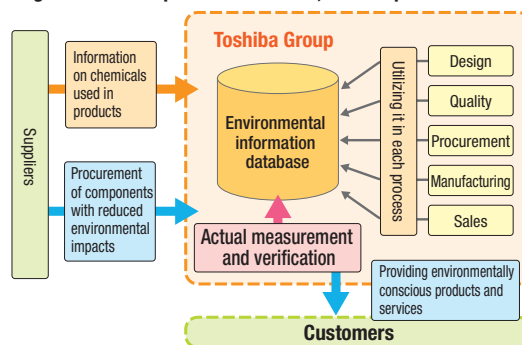 Toshiba Group
Suppliers
Information
on chemicals
used in
products
Procurement
of components
with reduced
environmental
impacts
Environmental
information
database
Actual measurement
and verification
Utilizing it in each process
Design
Quality
Procurement
Manufacturing
Sales
Providing environmentally
conscious products and
services
Customers